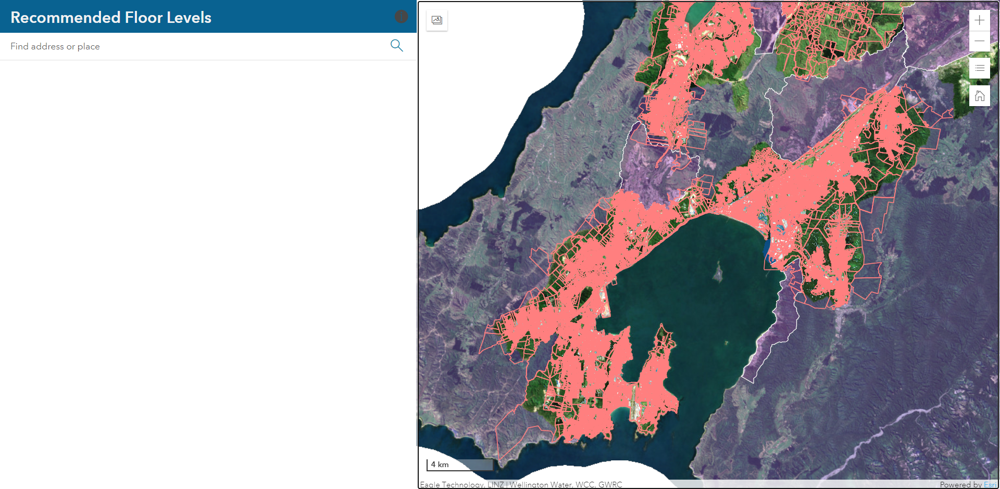 Recommended Floor Levels
Find address or place
4 km
Eagle Technology, LINZ | Wellington Water, WCC, GWRC
Powered by Esri